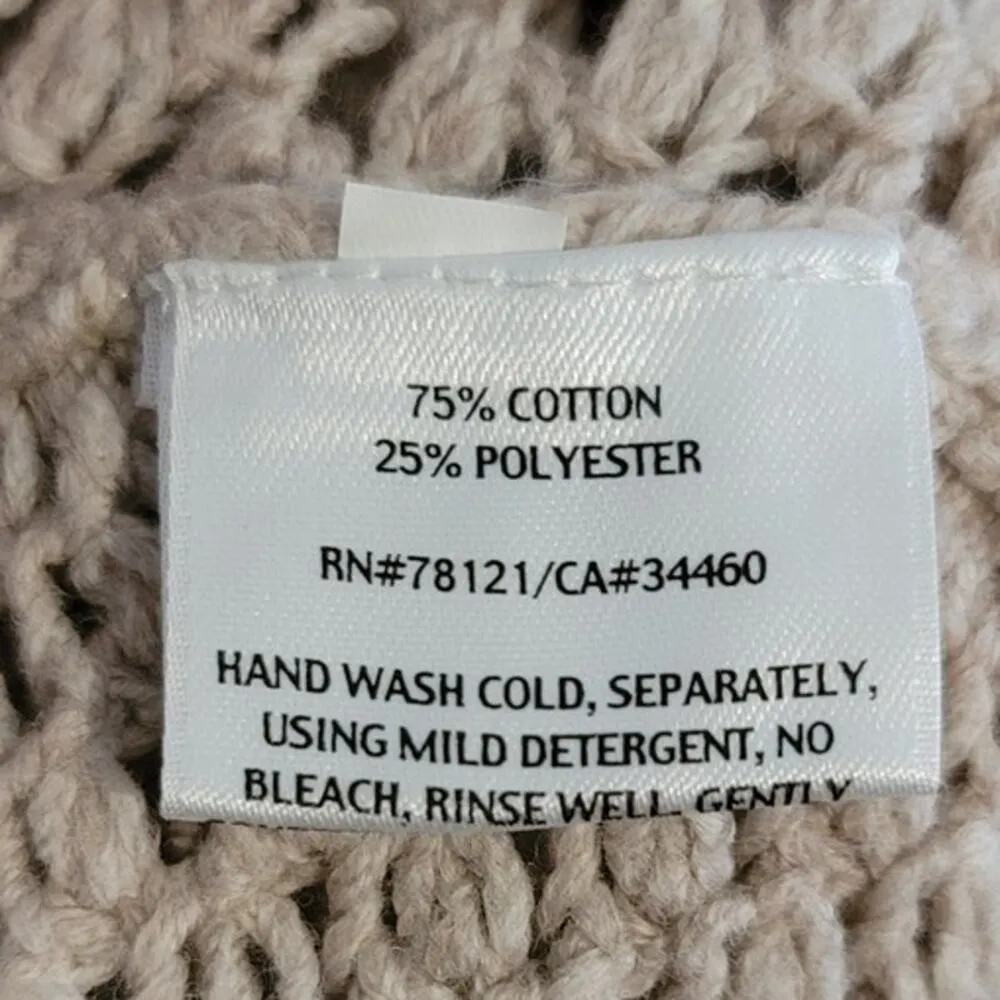 75% COTTON
25% POLYESTER
RN#78121/CA#34460
HAND WASH COLD, SEPARATELY,
USING MILD DETERGENT, NO
BLEACH, RINSE WELL. GENTLY